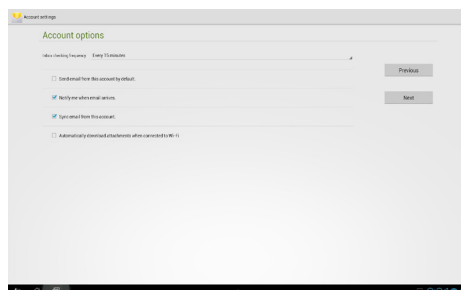 Account settings
Account options
Inbox checking frequency Every 15 minutes
Send email from this account by default.
Previous
Notify me when email arrives.
Next
Sync email from this account.
Automatically download attachments when connected to Wi-Fi